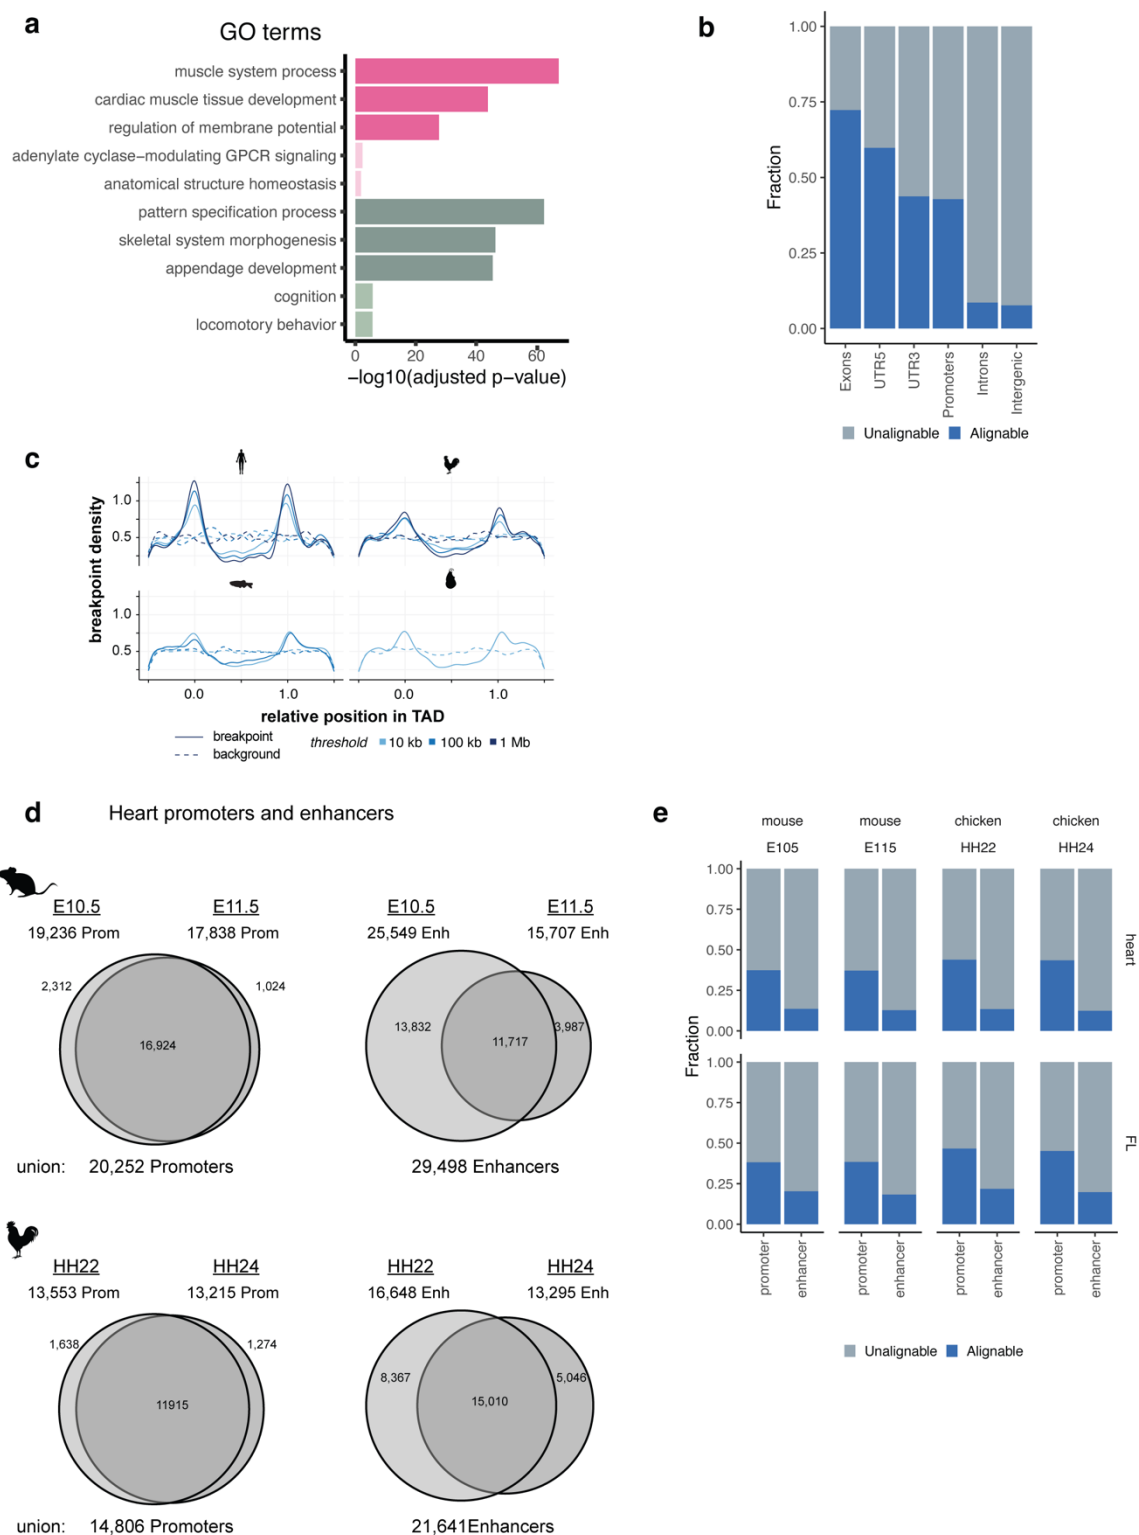 a
GO terms
muscle system process
cardiac muscle tissue development
regulation of membrane potential
adenylate cyclase−modulating GPCR signaling
anatomical structure homeostasis
pattern specification process
skeletal system morphogenesis
appendage development
cognition
locomotory behavior
0 20 40 60
−log10(adjusted p−value)
b
Fraction
1.00
0.75
0.50
0.25
0.00
Exons
UTR5
UTR3
Promoters
Introns
Intergenic
Unalignable Alignable
c
breakpoint density
1.0
0.5
1.0
0.5
0.0 1.0 0.0 1.0
relative position in TAD
breakpoint
background
threshold 10 kb 100 kb 1 Mb
d
Heart promoters and enhancers
E10.5 E11.5 E10.5 E11.5
19,236 Prom 17,838 Prom 25,549 Enh 15,707 Enh
2,312 1,024
16,924
13,832 11,717 3,987
union: 20,252 Promoters 29,498 Enhancers
HH22 HH24 HH22 HH24
13,553 Prom 13,215 Prom 16,648 Enh 13,295 Enh
1,638 1,274
11915
8,367 15,010 5,046
union: 14,806 Promoters 21,641Enhancers
e
mouse mouse chicken chicken
E105 E115 HH22 HH24
Fraction
1.00
0.75
0.50
0.25
0.00
heart
1.00
0.75
0.50
0.25
0.00
FL
promoter
enhancer
promoter
enhancer
promoter
enhancer
promoter
enhancer
Unalignable Alignable